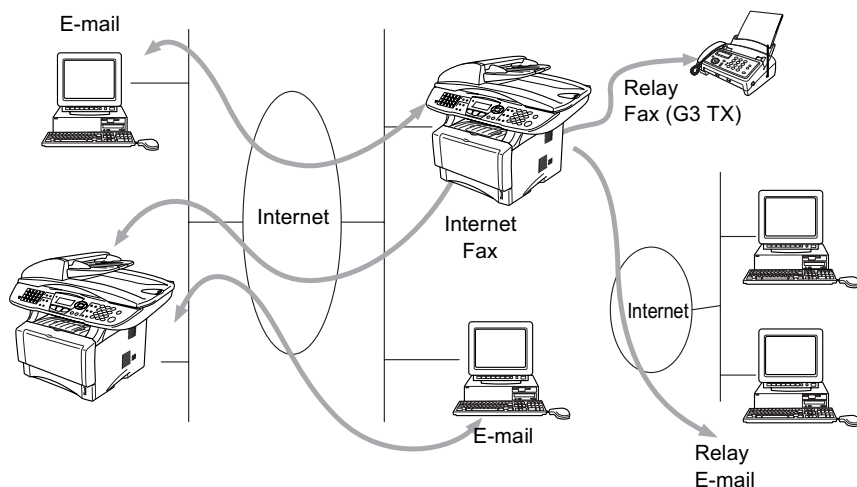 E-mail
Relay
Fax (G3 TX)
Internet
Internet
Fax
Internet
E-mail
Relay
E-mail